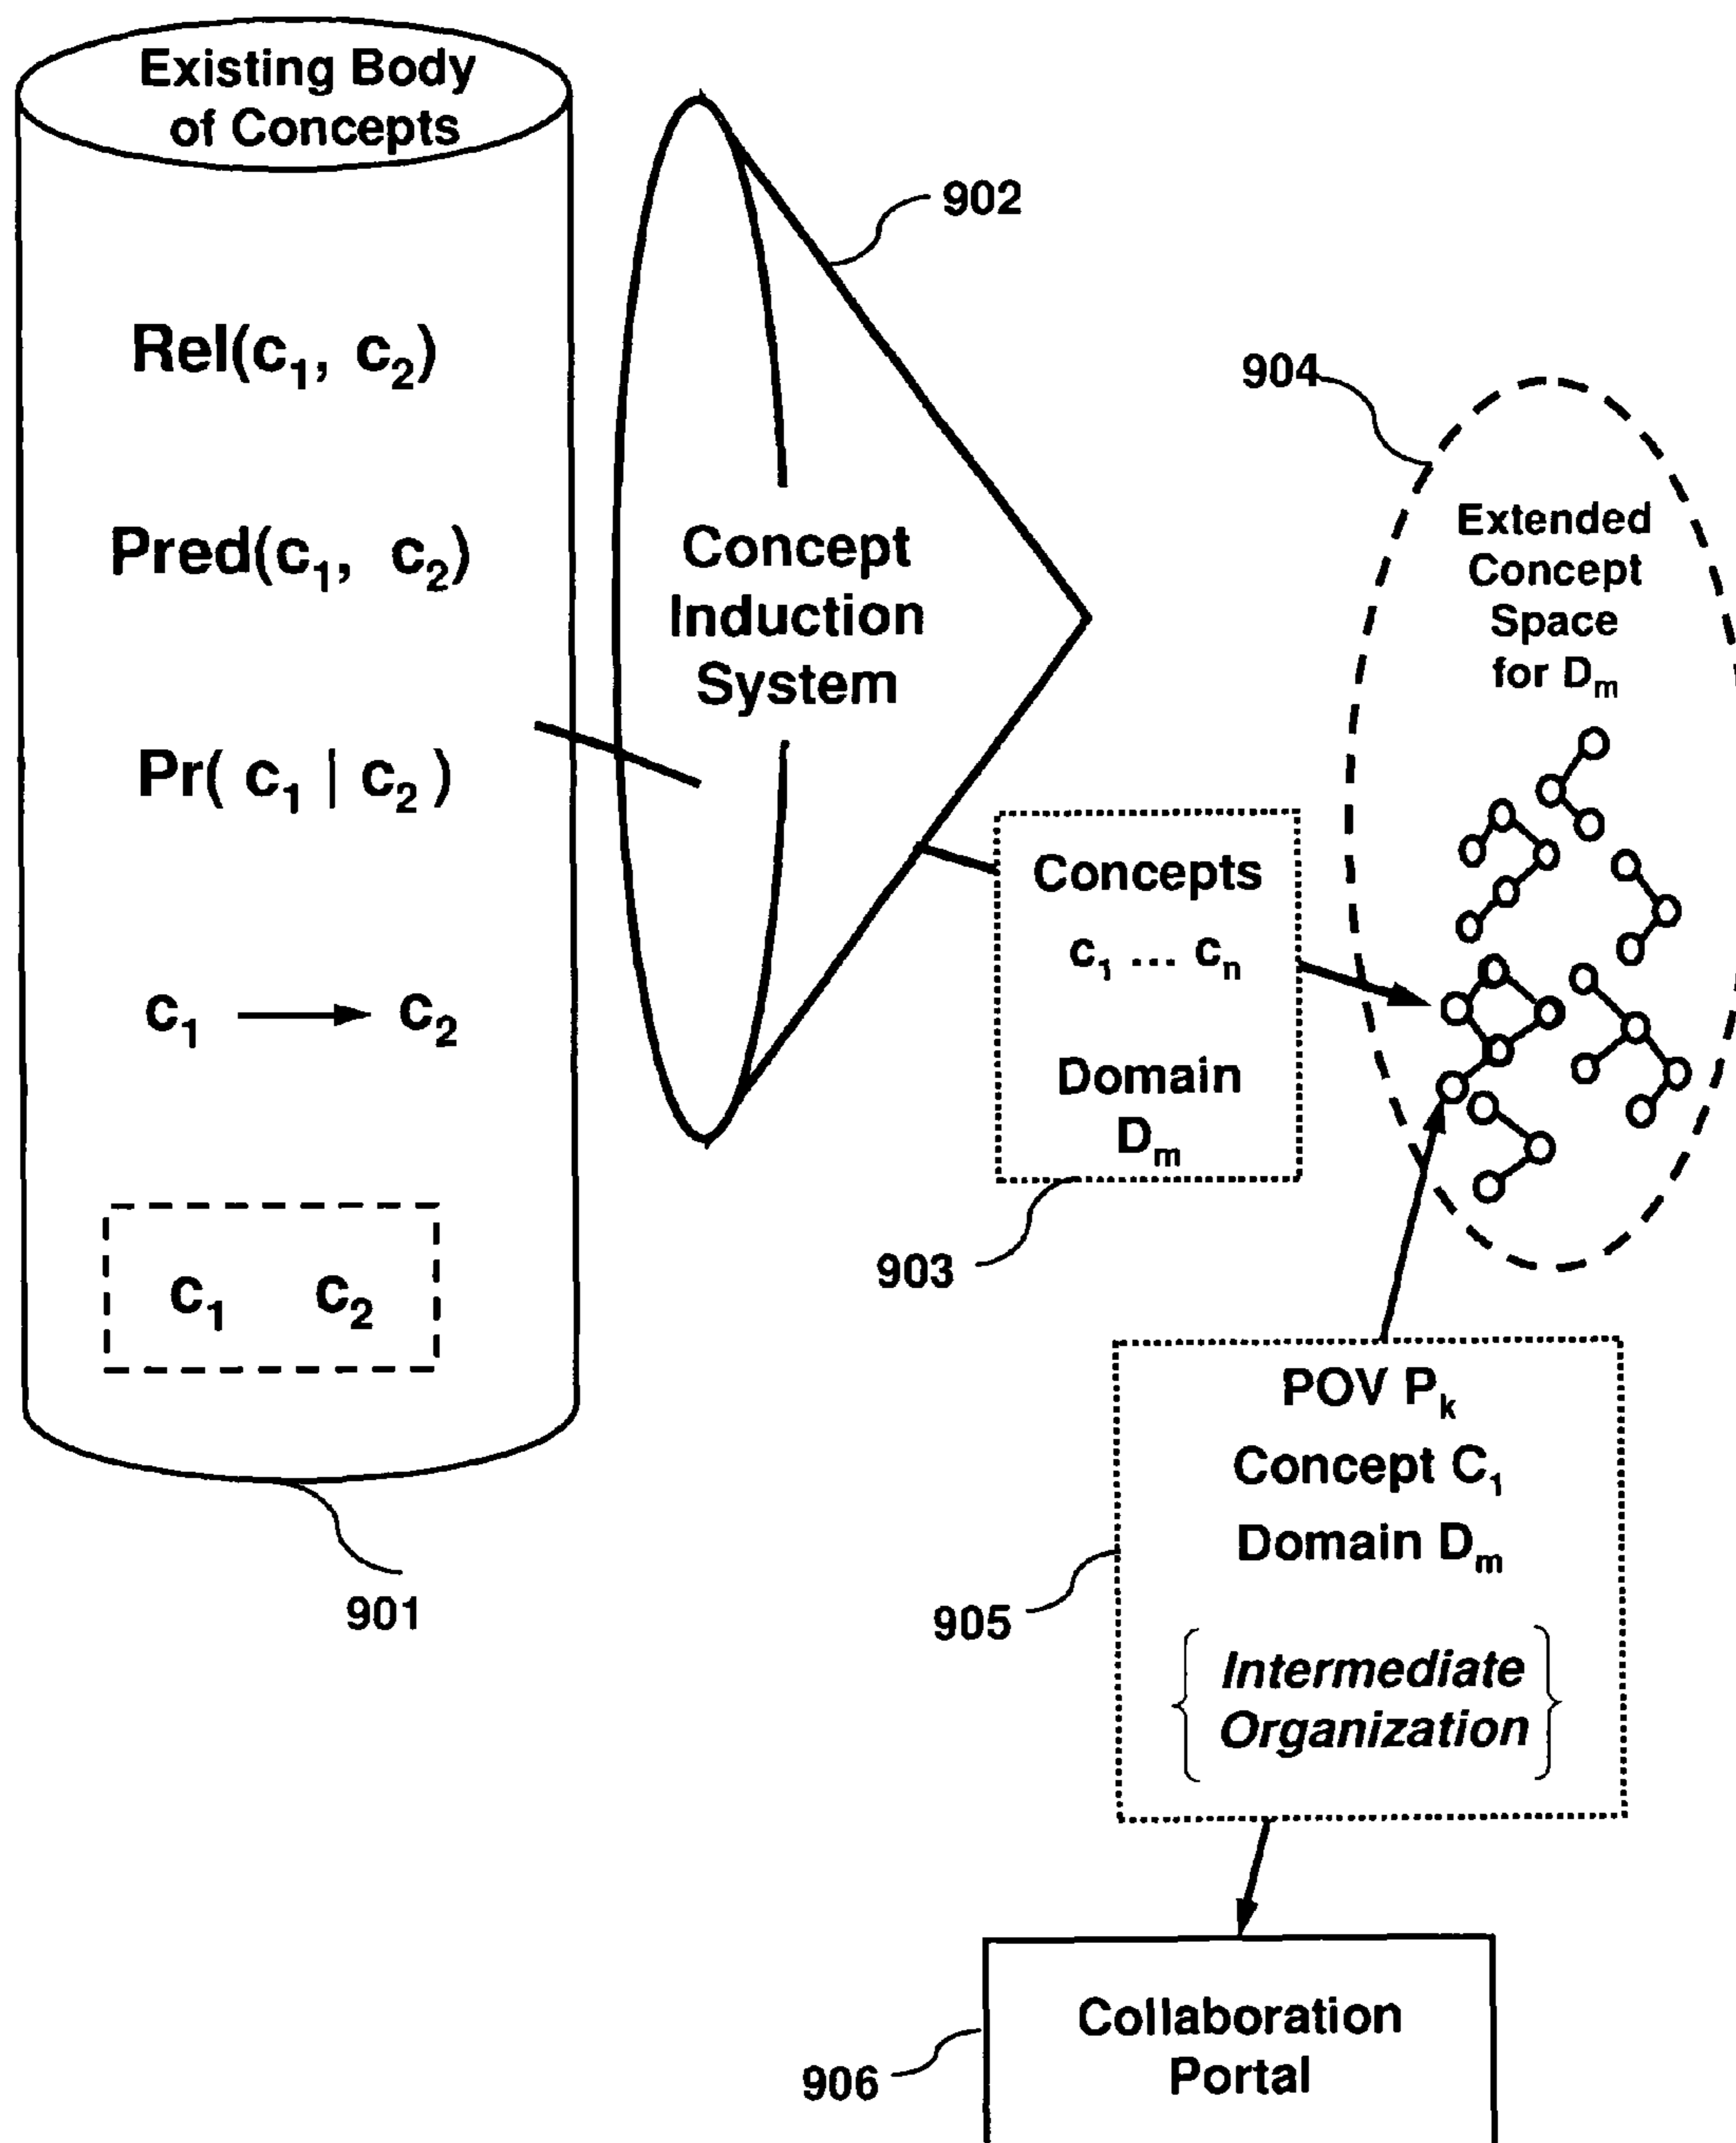 Existing Body
of Concepts
Rel(c₁, c₂)
Pred(c₁, c₂)
Pr( c₁ | c₂ )
c₁ ⟶ c₂
c₁ c₂
901
Concept
Induction
System
902
Concepts
c₁ ... cₙ
Domain
Dₘ
903
904
Extended
Concept
Space
for Dₘ
POV Pₖ
Concept C₁
Domain Dₘ
{ Intermediate
Organization }
905
Collaboration
Portal
906